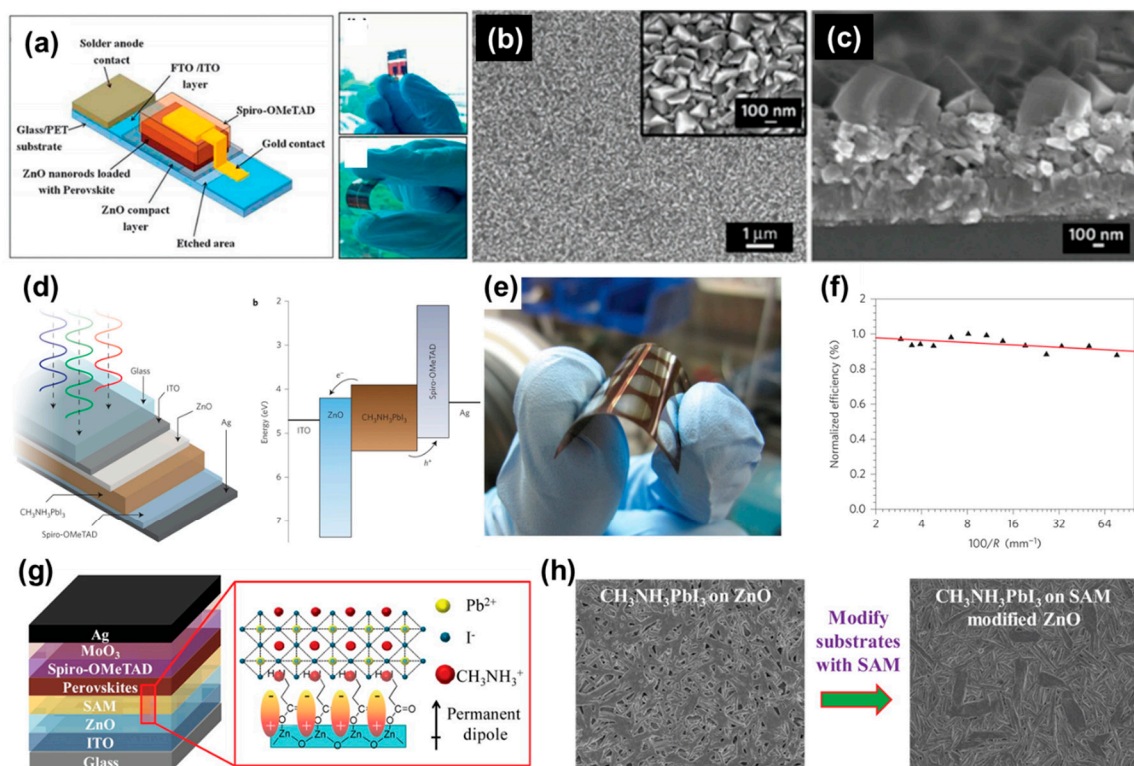 (a)
Solder anode
contact
FTO /ITO
layer
Spiro-OMeTAD
Glass/PET
substrate
Gold contact
ZnO nanorods loaded
with Perovskite
ZnO compact
layer
Etched area
(b)
100 nm
1 μm
(c)
100 nm
(d)
Glass
ITO
ZnO
Ag
CH3NH3PbI3
Spiro-OMeTAD
b
Energy (eV)
2
3
4
5
6
7
ITO
e−
ZnO
CH3NH3PbI3
Spiro-OMeTAD
Ag
h+
(e)
(f)
Normalized efficiency (%)
1.0
0.8
0.6
0.4
0.2
0.0
2 4 8 16 32 64
100/R (mm−1)
(g)
Ag
MoO3
Spiro-OMeTAD
Perovskites
SAM
ZnO
ITO
Glass
Pb2+
I-
CH3NH3+
Permanent
dipole
Zn Zn Zn Zn
(h)
CH3NH3PbI3 on ZnO
Modify
substrates
with SAM
CH3NH3PbI3 on SAM
modified ZnO